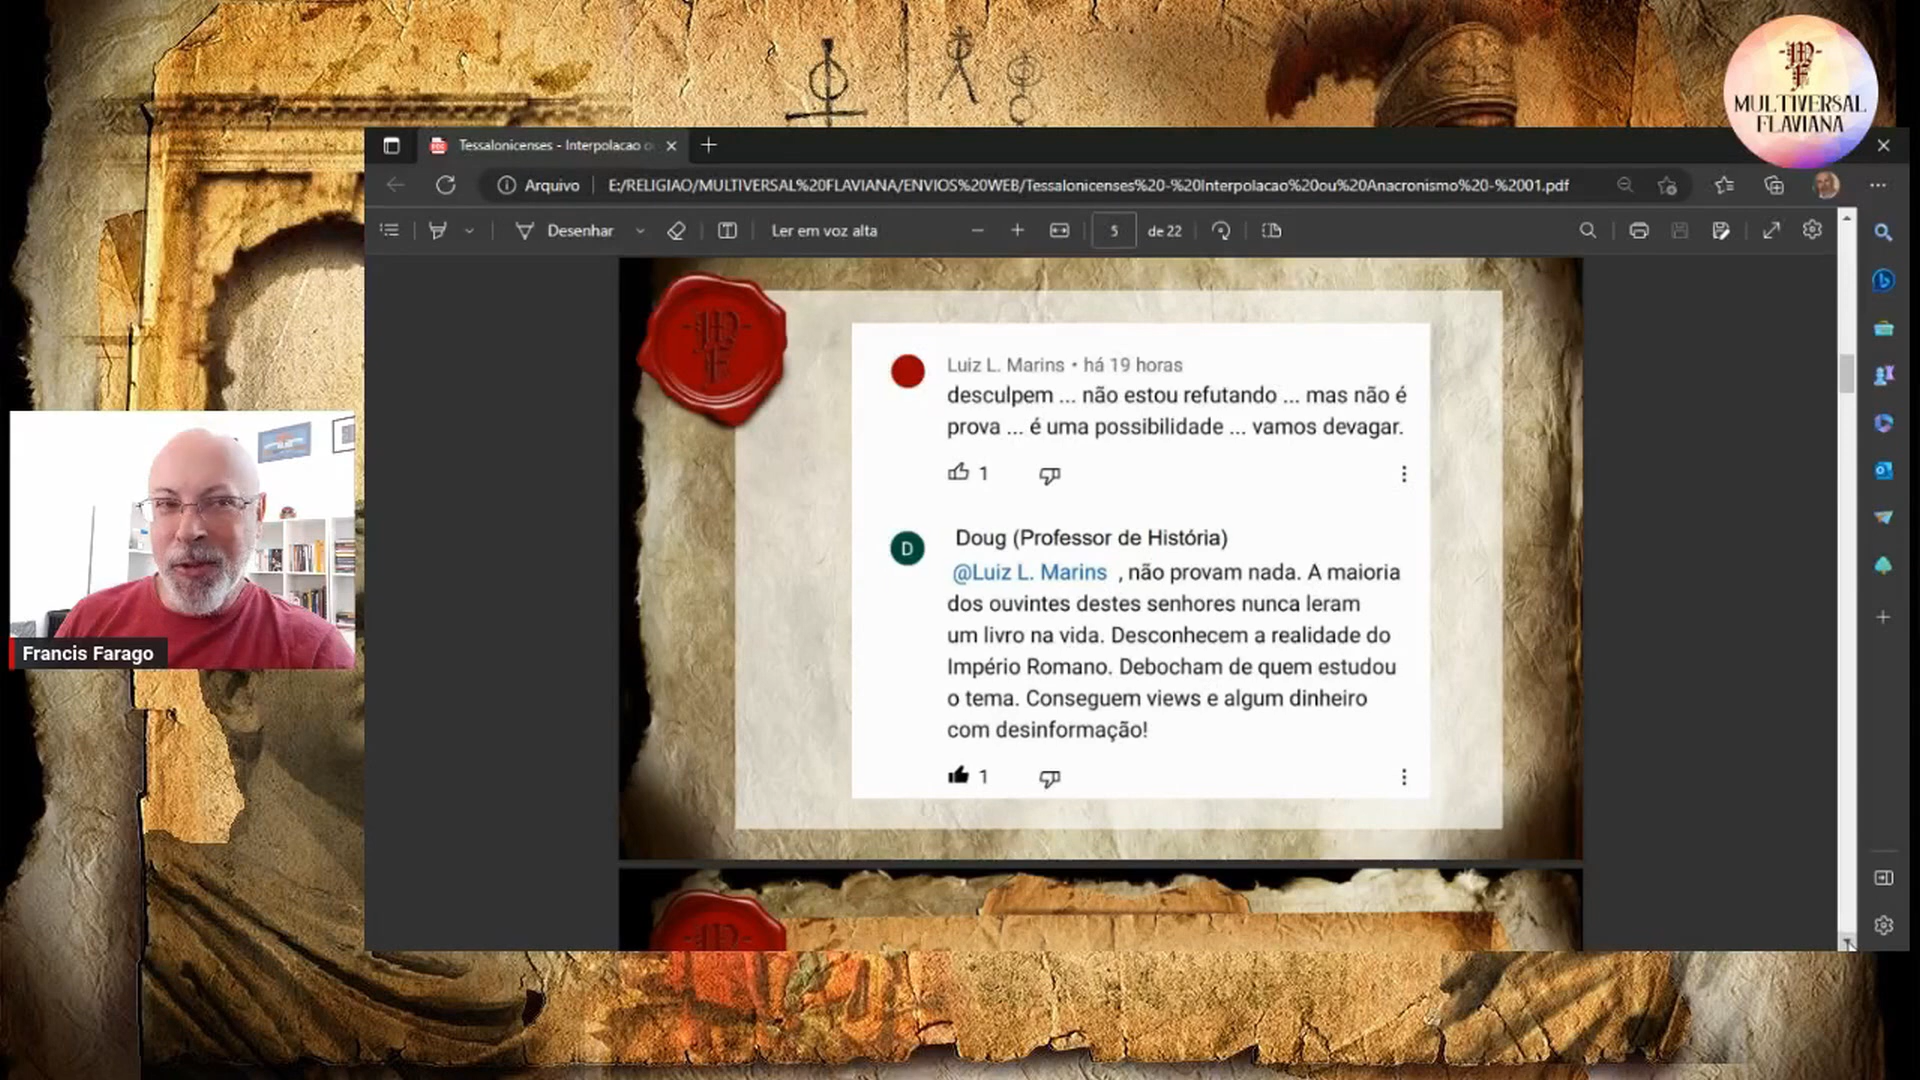 MULTIVERSAL
FLAVIANA
Tessalonicenses - Interpolacao o
Arquivo
E:/RELIGIAO/MULTIVERSAL%20FLAVIANA/ENVIOS%20WEB/Tessalonicenses%20-%20Interpolacao%20ou%20Anacronismo%20-%2001.pdf
Desenhar
Ler em voz alta
5
de 22
Luiz L. Marins • há 19 horas
desculpem ... não estou refutando ... mas não é
prova ... é uma possibilidade ... vamos devagar.
1
D
Doug (Professor de História)
@Luiz L. Marins , não provam nada. A maioria
dos ouvintes destes senhores nunca leram
um livro na vida. Desconhecem a realidade do
Império Romano. Debocham de quem estudou
o tema. Conseguem views e algum dinheiro
com desinformação!
1
Francis Farago